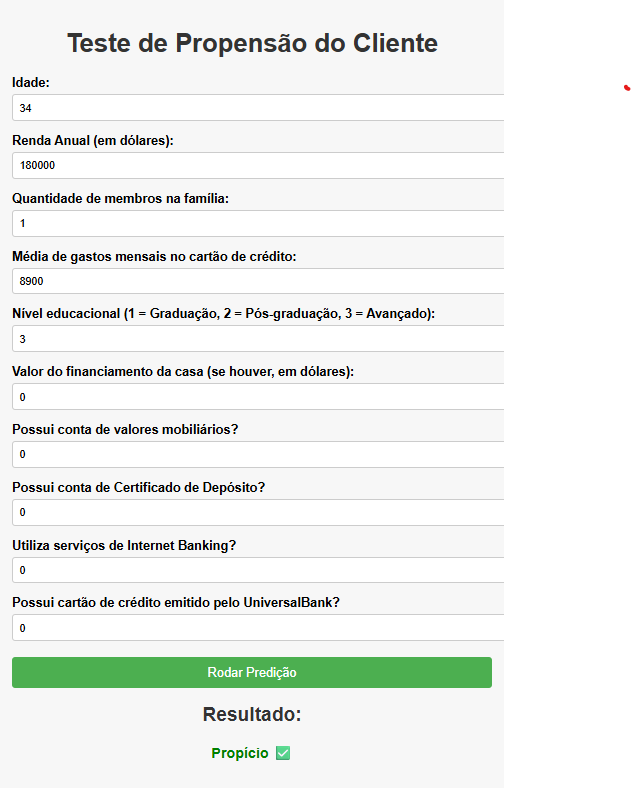 Teste de Propensão do Cliente
Idade:
34
Renda Anual (em dólares):
180000
Quantidade de membros na família:
1
Média de gastos mensais no cartão de crédito:
8900
Nível educacional (1 = Graduação, 2 = Pós-graduação, 3 = Avançado):
3
Valor do financiamento da casa (se houver, em dólares):
0
Possui conta de valores mobiliários?
0
Possui conta de Certificado de Depósito?
0
Utiliza serviços de Internet Banking?
0
Possui cartão de crédito emitido pelo UniversalBank?
0
Rodar Predição
Resultado:
Propício ✅